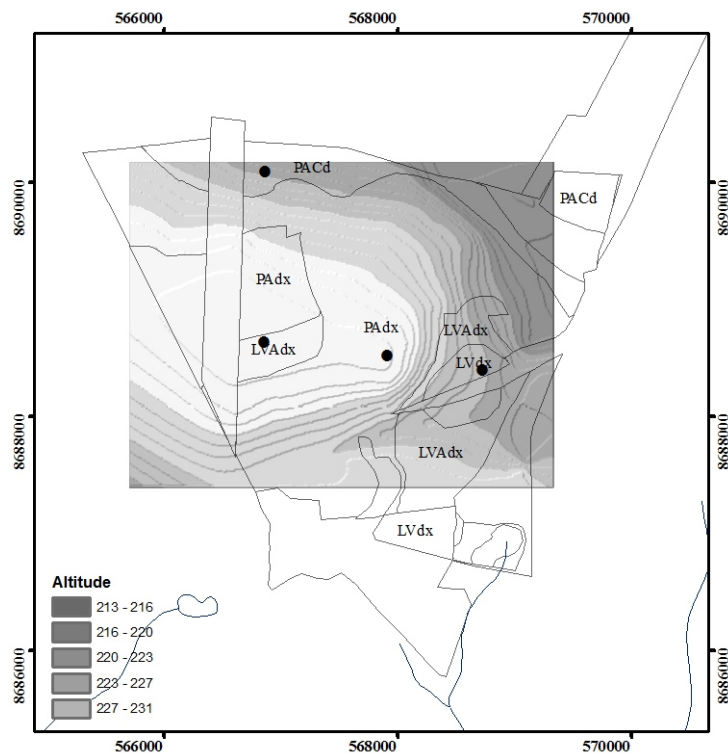 566000 568000 570000
8690000 8690000
PACd
PACd
PAdx
PAdx
LVAdx
LVAdx
LVdx
8688000 8688000
LVAdx
LVdx
Altitude
213 - 216
216 - 220
220 - 223
223 - 227
227 - 231
8686000 8686000
566000 568000 570000